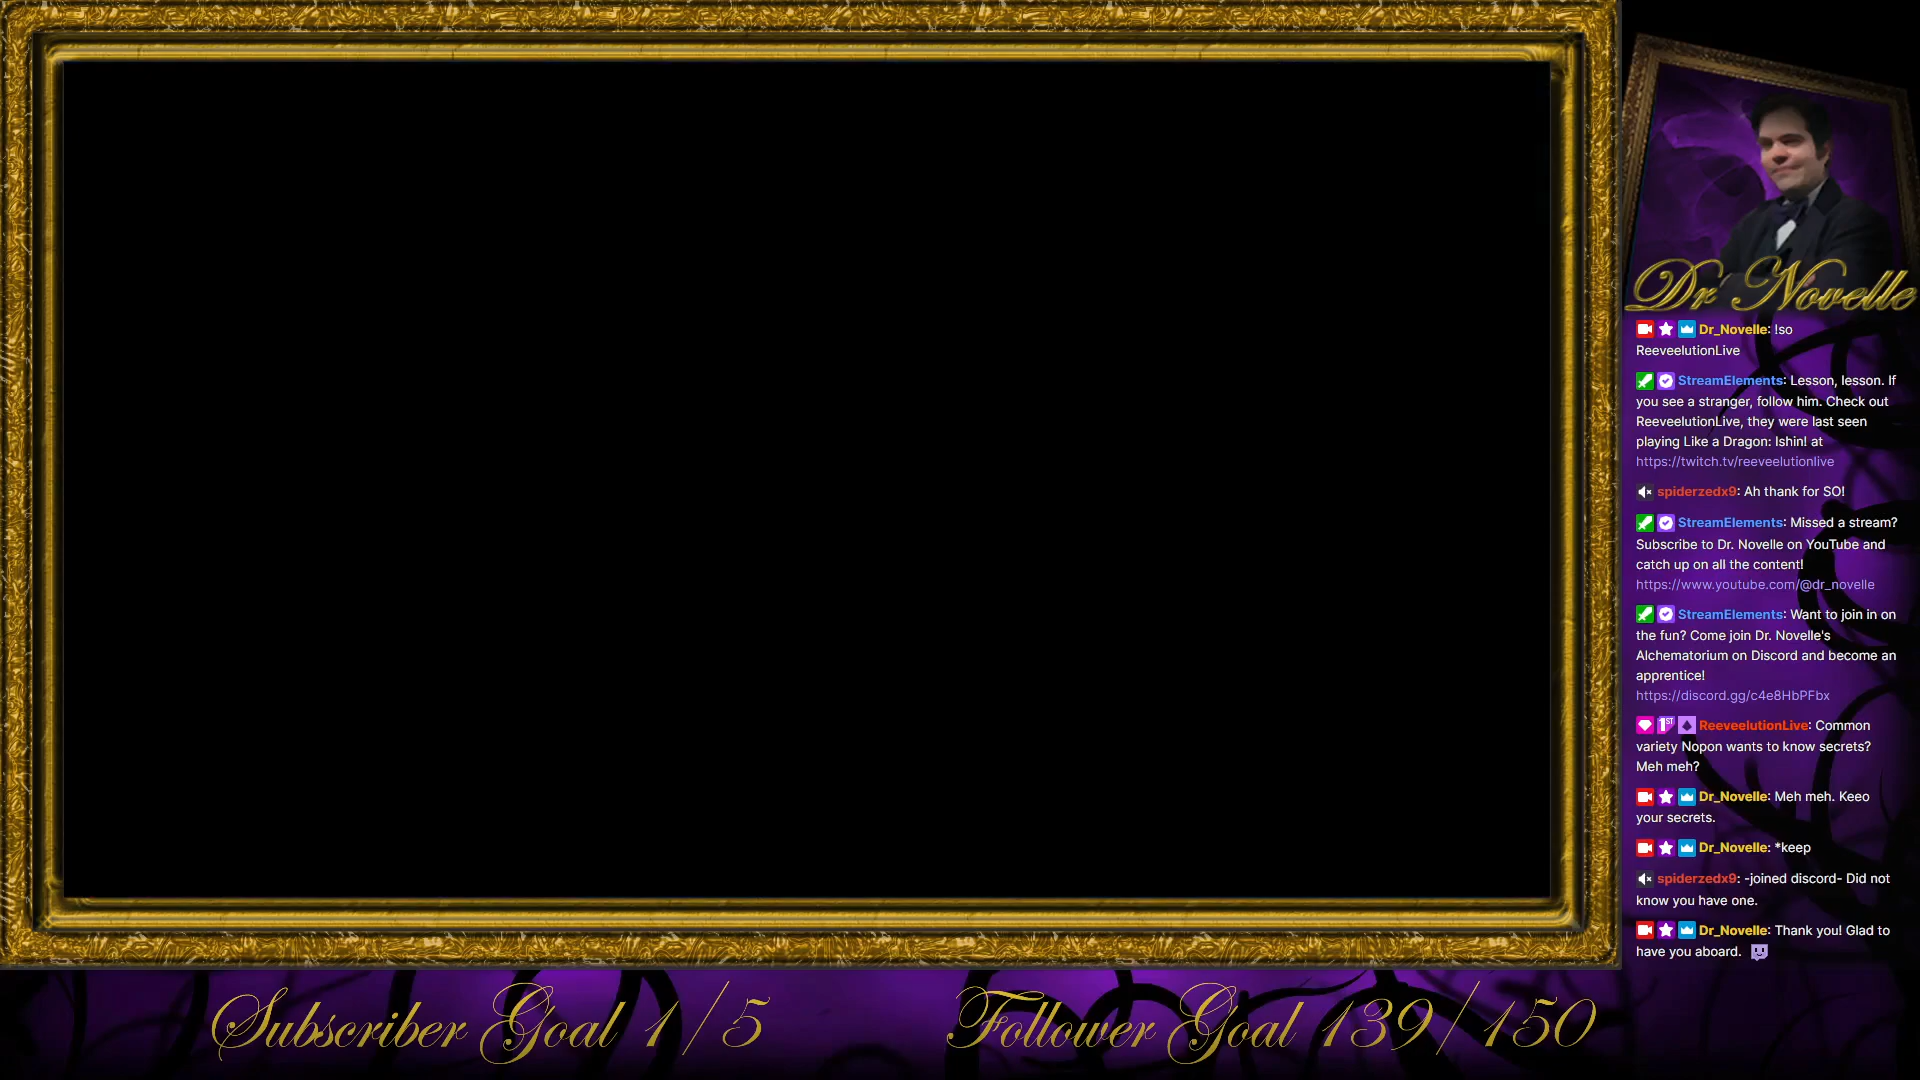 Dr Novelle
Dr_Novelle: !so
ReeveelutionLive
StreamElements: Lesson, lesson. If
you see a stranger, follow him. Check out
ReeveelutionLive, they were last seen
playing Like a Dragon: Ishin! at
https://twitch.tv/reeveelutionlive
spiderzedx9: Ah thank for SO!
StreamElements: Missed a stream?
Subscribe to Dr. Novelle on YouTube and
catch up on all the content!
https://www.youtube.com/@dr_novelle
StreamElements: Want to join in on
the fun? Come join Dr. Novelle's
Alchematorium on Discord and become an
apprentice!
https://discord.gg/c4e8HbPFbx
1ST ReeveelutionLive: Common
variety Nopon wants to know secrets?
Meh meh?
Dr_Novelle: Meh meh. Keeo
your secrets.
Dr_Novelle: *keep
spiderzedx9: -joined discord- Did not
know you have one.
Dr_Novelle: Thank you! Glad to
have you aboard.
Subscriber Goal 1/5
Follower Goal 139/150